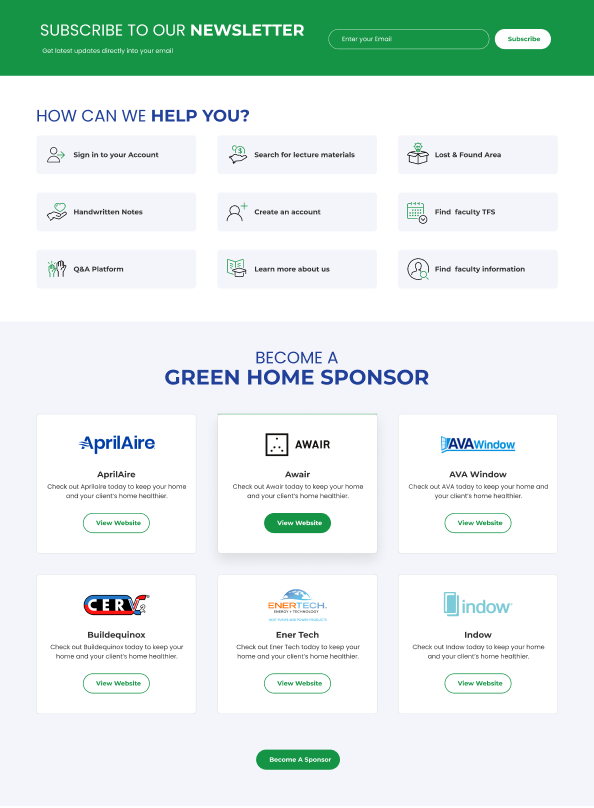 SUBSCRIBE TO OUR NEWSLETTER
Get latest updates directly into your email
Enter your Email
Subscribe
HOW CAN WE HELP YOU?
Sign in to your Account
Search for lecture materials
Lost & Found Area
Handwritten Notes
Create an account
Find faculty TFS
Q&A Platform
Learn more about us
Find faculty information
BECOME A
GREEN HOME SPONSOR
AprilAire
AprilAire
Check out Aprilaire today to keep your home
and your client's home healthier.
View Website
AWAIR
Awair
Check out Awair today to keep your home
and your client's home healthier.
View Website
AVA Window
AVA Window
Check out AVA today to keep your home and
your client's home healthier.
View Website
CERV2
Buildequinox
Check out Buildequinox today to keep your
home and your client's home healthier.
View Website
ENERTECH
ENERGY + TECHNOLOGY
Ener Tech
Check out Ener Tech today to keep your
home and your client's home healthier.
View Website
indow
Indow
Check out Indow today to keep your home
and your client's home healthier.
View Website
Become A Sponsor